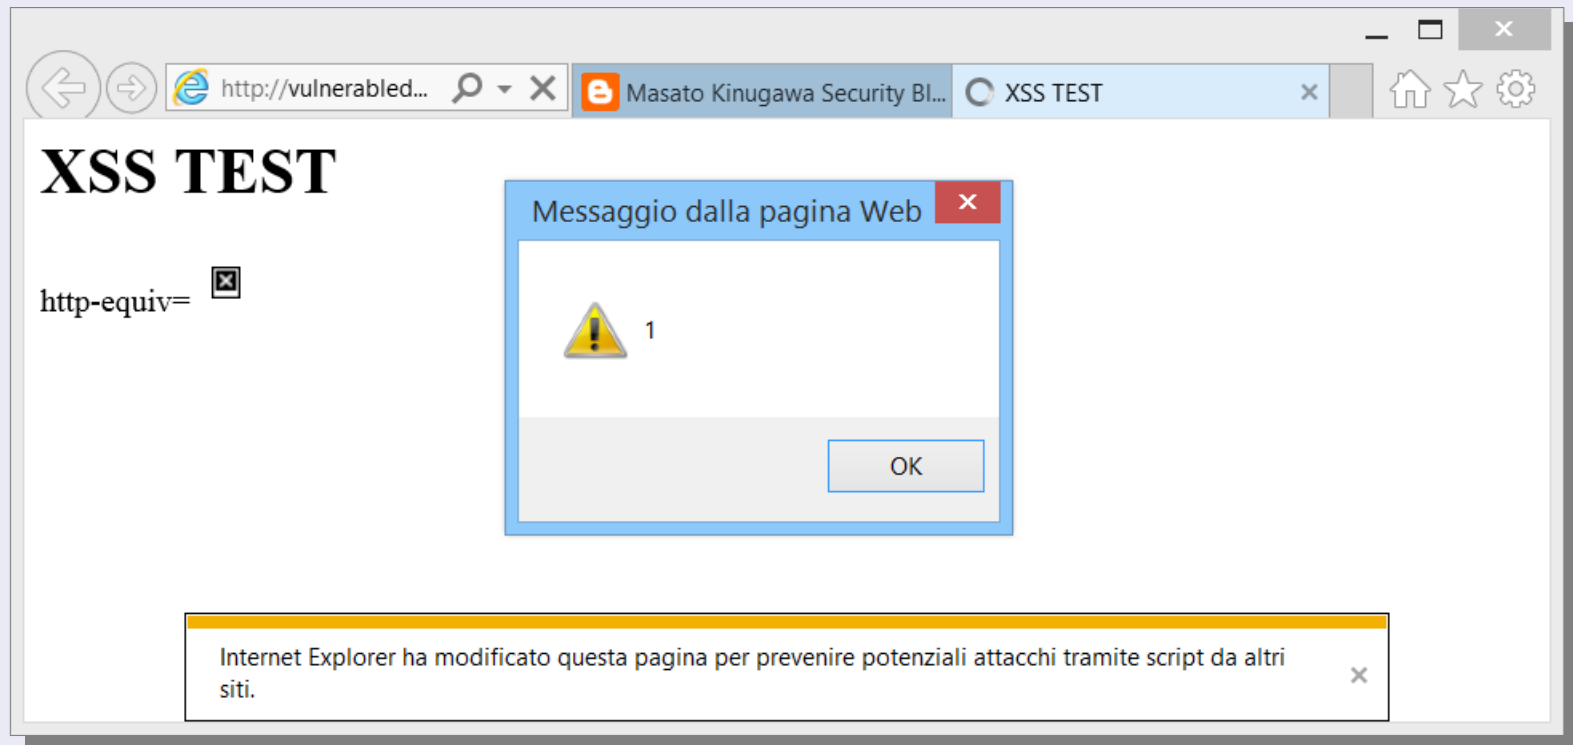 http://vulnerabled...
Masato Kinugawa Security Bl...
XSS TEST
XSS TEST
http-equiv=
Messaggio dalla pagina Web
1
OK
Internet Explorer ha modificato questa pagina per prevenire potenziali attacchi tramite script da altri
siti.